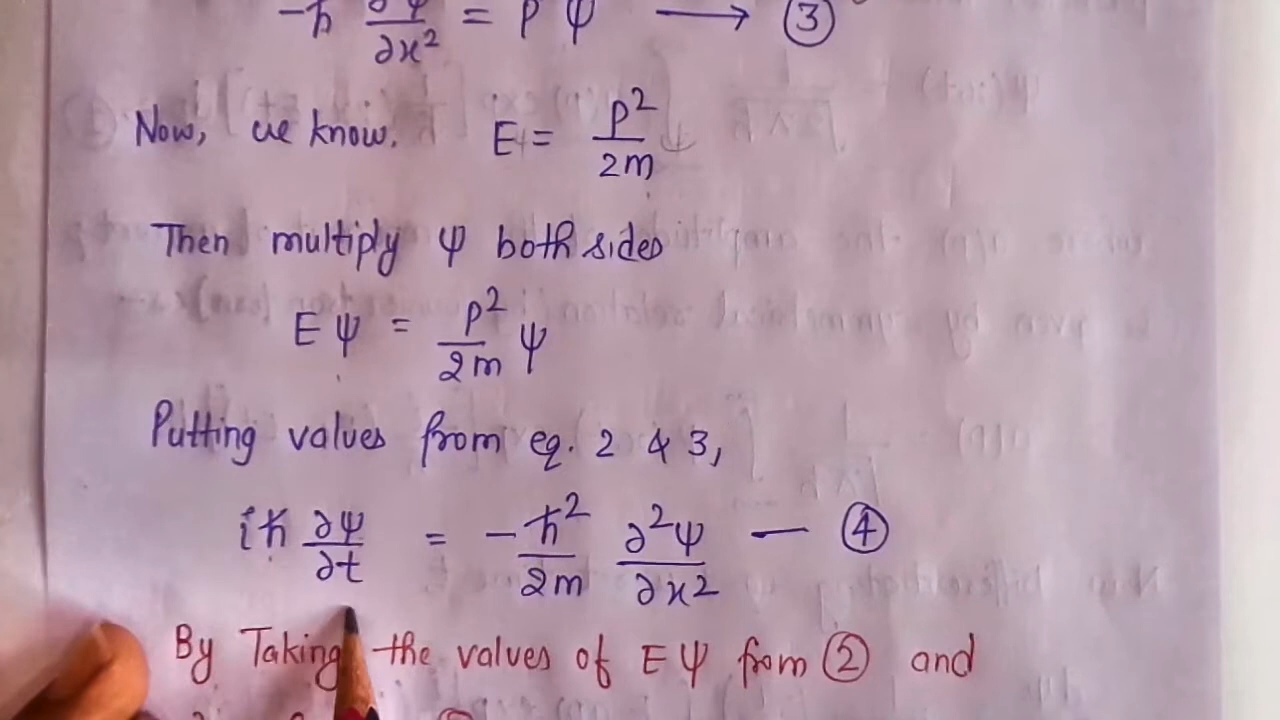 -ħ ∂ψ/∂x² = P ψ → ③
Now, we know. E = P²/2m
Then multiply ψ both sides
Eψ = P²/2m ψ
Putting values from eq. 2 & 3,
iħ ∂ψ/∂t = -ħ²/2m ∂²ψ/∂x² — ④
By Taking the values of Eψ from ② and